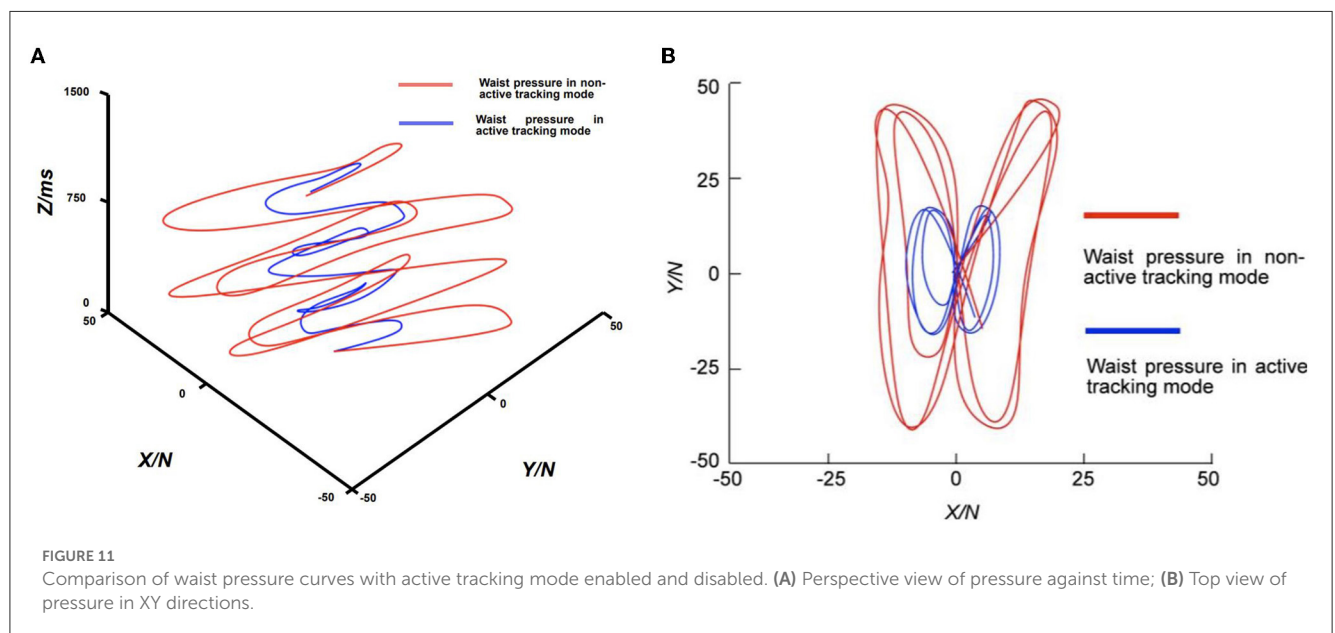 A
1500
750
0
50
0
-50
-50
0
50
Z/ms
X/N
Y/N
Waist pressure in non-
active tracking mode
Waist pressure in
active tracking mode
B
50
25
0
-25
-50
-50
-25
0
25
50
Y/N
X/N
Waist pressure in non-
active tracking mode
Waist pressure in active
tracking mode
FIGURE 11
Comparison of waist pressure curves with active tracking mode enabled and disabled. (A) Perspective view of pressure against time; (B) Top view of
pressure in XY directions.